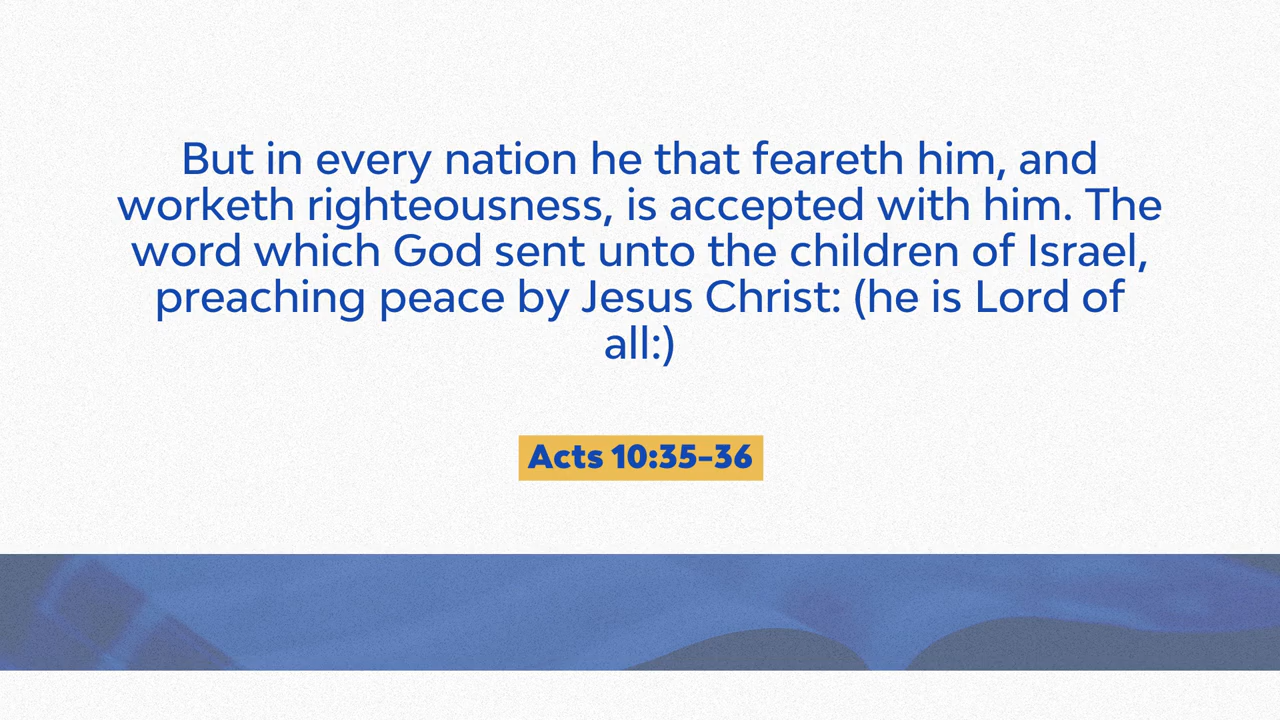 But in every nation he that feareth him, and
worketh righteousness, is accepted with him. The
word which God sent unto the children of Israel,
preaching peace by Jesus Christ: (he is Lord of
all:)
Acts 10:35–36